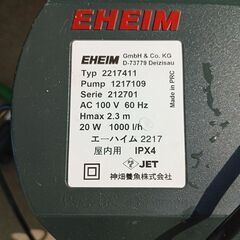 EHEIM
GmbH & Co. KG
D-73779 Deizisau
Typ 2217411
Pump 1217109
Serie 212701
AC 100 V 60 Hz
Hmax 2.3 m
20 W 1000 l/h
エーハイム 2217
屋内用 IPX4
JET
神畑養魚株式会社
Made in PRC